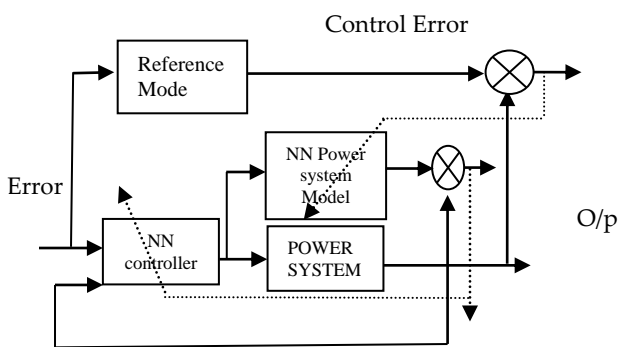 Control Error
Reference
Mode
NN Power
system
Model
Error
O/p
NN
controller
POWER
SYSTEM